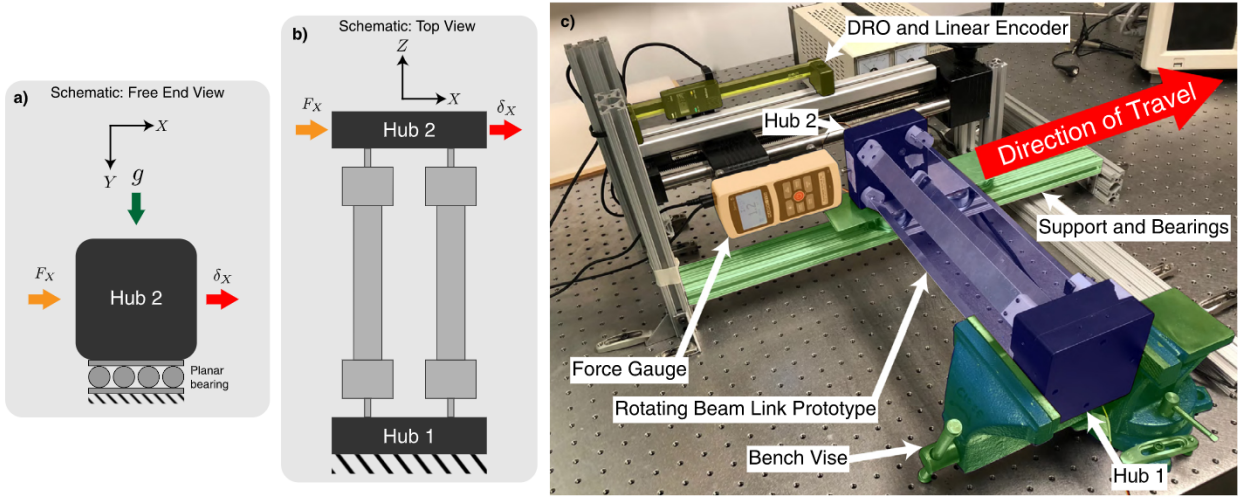 a)
Schematic: Free End View
X
Y
g
F_X
Hub 2
δ_X
Planar
bearing
b)
Schematic: Top View
Z
X
F_X
Hub 2
δ_X
Hub 1
c)
DRO and Linear Encoder
Hub 2
Direction of Travel
Support and Bearings
Force Gauge
Rotating Beam Link Prototype
Bench Vise
Hub 1